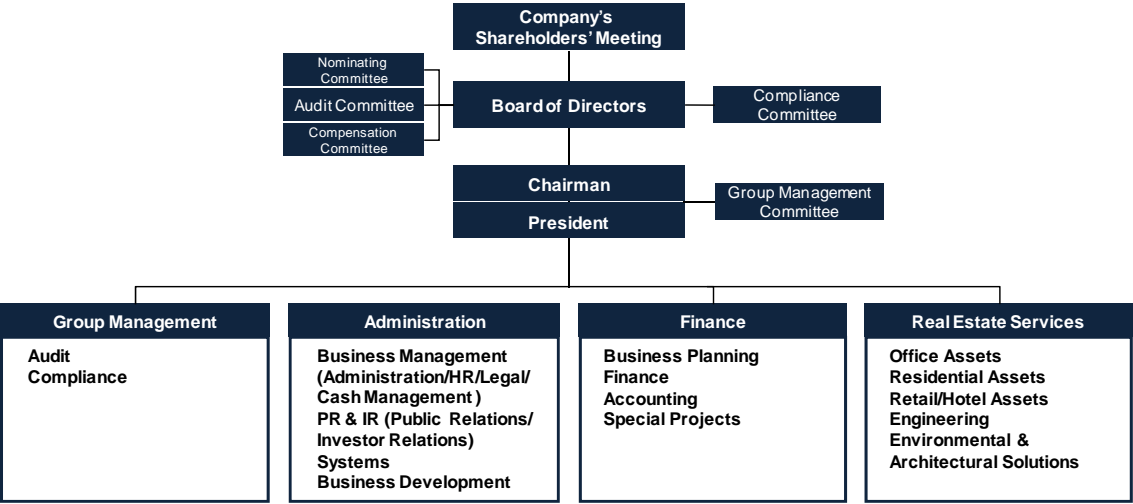 Company's
Shareholders' Meeting
Nominating
Committee
Audit Committee
Compensation
Committee
Board of Directors
Compliance
Committee
Chairman
President
Group Management
Committee
Group Management
Audit
Compliance
Administration
Business Management
(Administration/HR/Legal/
Cash Management )
PR & IR (Public Relations/
Investor Relations)
Systems
Business Development
Finance
Business Planning
Finance
Accounting
Special Projects
Real Estate Services
Office Assets
Residential Assets
Retail/Hotel Assets
Engineering
Environmental &
Architectural Solutions